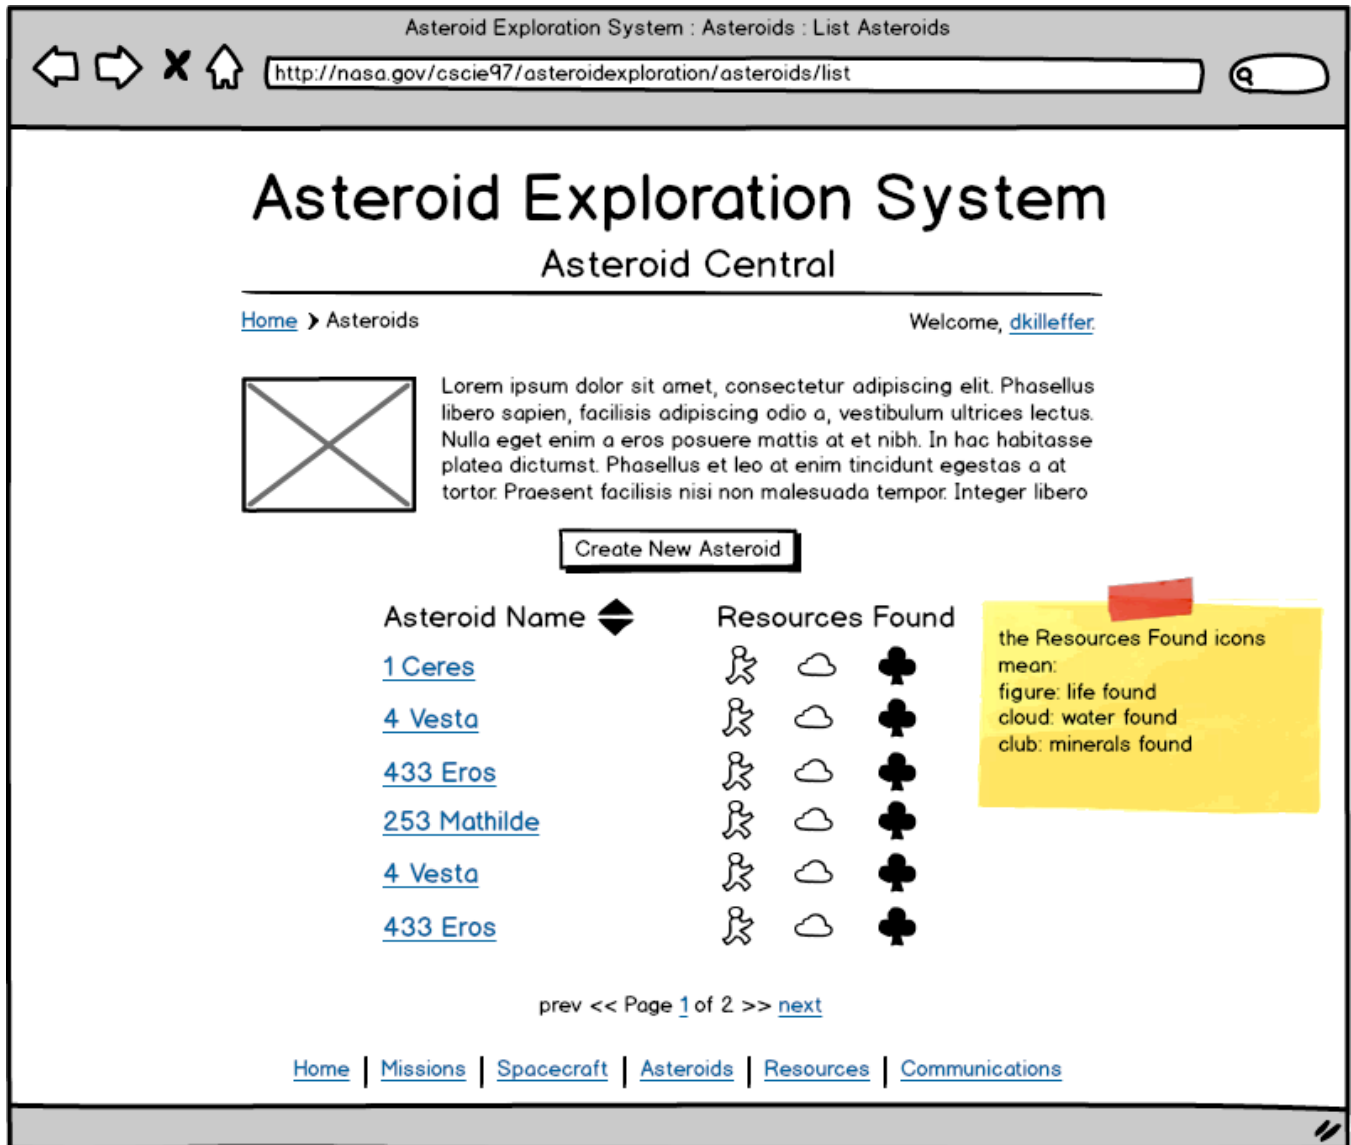 Asteroid Exploration System : Asteroids : List Asteroids
http://nasa.gov/cscie97/asteroidexploration/asteroids/list
Asteroid Exploration System
Asteroid Central
Home > Asteroids
Welcome, dkilleffer.
Lorem ipsum dolor sit amet, consectetur adipiscing elit. Phasellus
libero sapien, facilisis adipiscing odio a, vestibulum ultrices lectus.
Nulla eget enim a eros posuere mattis at et nibh. In hac habitasse
platea dictumst. Phasellus et leo at enim tincidunt egestas a at
tortor. Praesent facilisis nisi non malesuada tempor. Integer libero
Create New Asteroid
Asteroid Name Resources Found
1 Ceres
4 Vesta
433 Eros
253 Mathilde
4 Vesta
433 Eros
the Resources Found icons
mean:
figure: life found
cloud: water found
club: minerals found
prev << Page 1 of 2 >> next
Home | Missions | Spacecraft | Asteroids | Resources | Communications